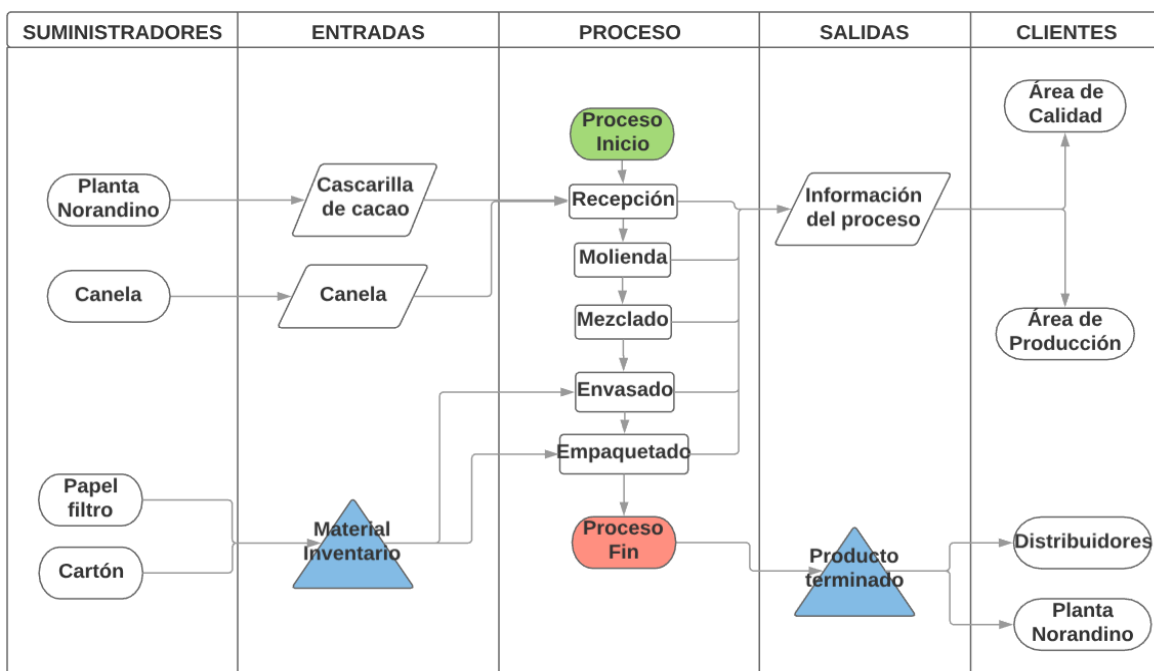 SUMINISTRADORES
ENTRADAS
PROCESO
SALIDAS
CLIENTES
Planta
Norandino
Canela
Papel
filtro
Cartón
Cascarilla
de cacao
Canela
Material
Inventario
Proceso
Inicio
Recepción
Molienda
Mezclado
Envasado
Empaquetado
Proceso
Fin
Información
del proceso
Producto
terminado
Área de
Calidad
Área de
Producción
Distribuidores
Planta
Norandino